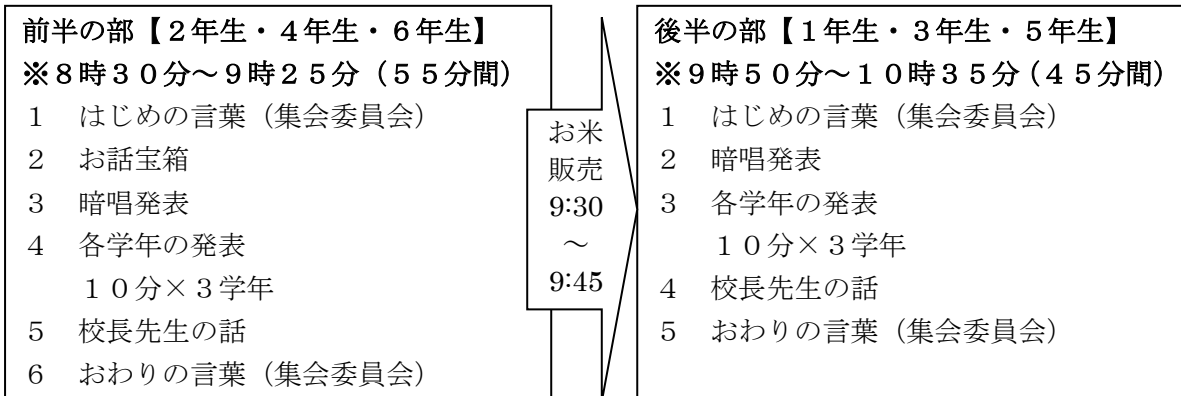 前半の部【２年生・４年生・６年生】
※８時３０分～９時２５分（５５分間）
１　はじめの言葉（集会委員会）
２　お話宝箱
３　暗唱発表
４　各学年の発表
１０分×３学年
５　校長先生の話
６　おわりの言葉（集会委員会）
お米
販売
9:30
～
9:45
後半の部【１年生・３年生・５年生】
※９時５０分～１０時３５分（４５分間）
１　はじめの言葉（集会委員会）
２　暗唱発表
３　各学年の発表
１０分×３学年
４　校長先生の話
５　おわりの言葉（集会委員会）